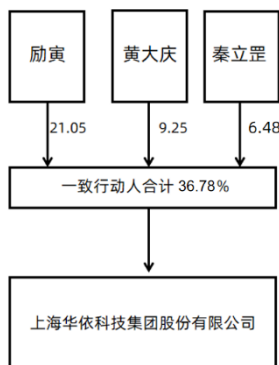 励寅 黄大庆 秦立罡
21.05 9.25 6.48
一致行动人合计 36.78%
上海华依科技集团股份有限公司